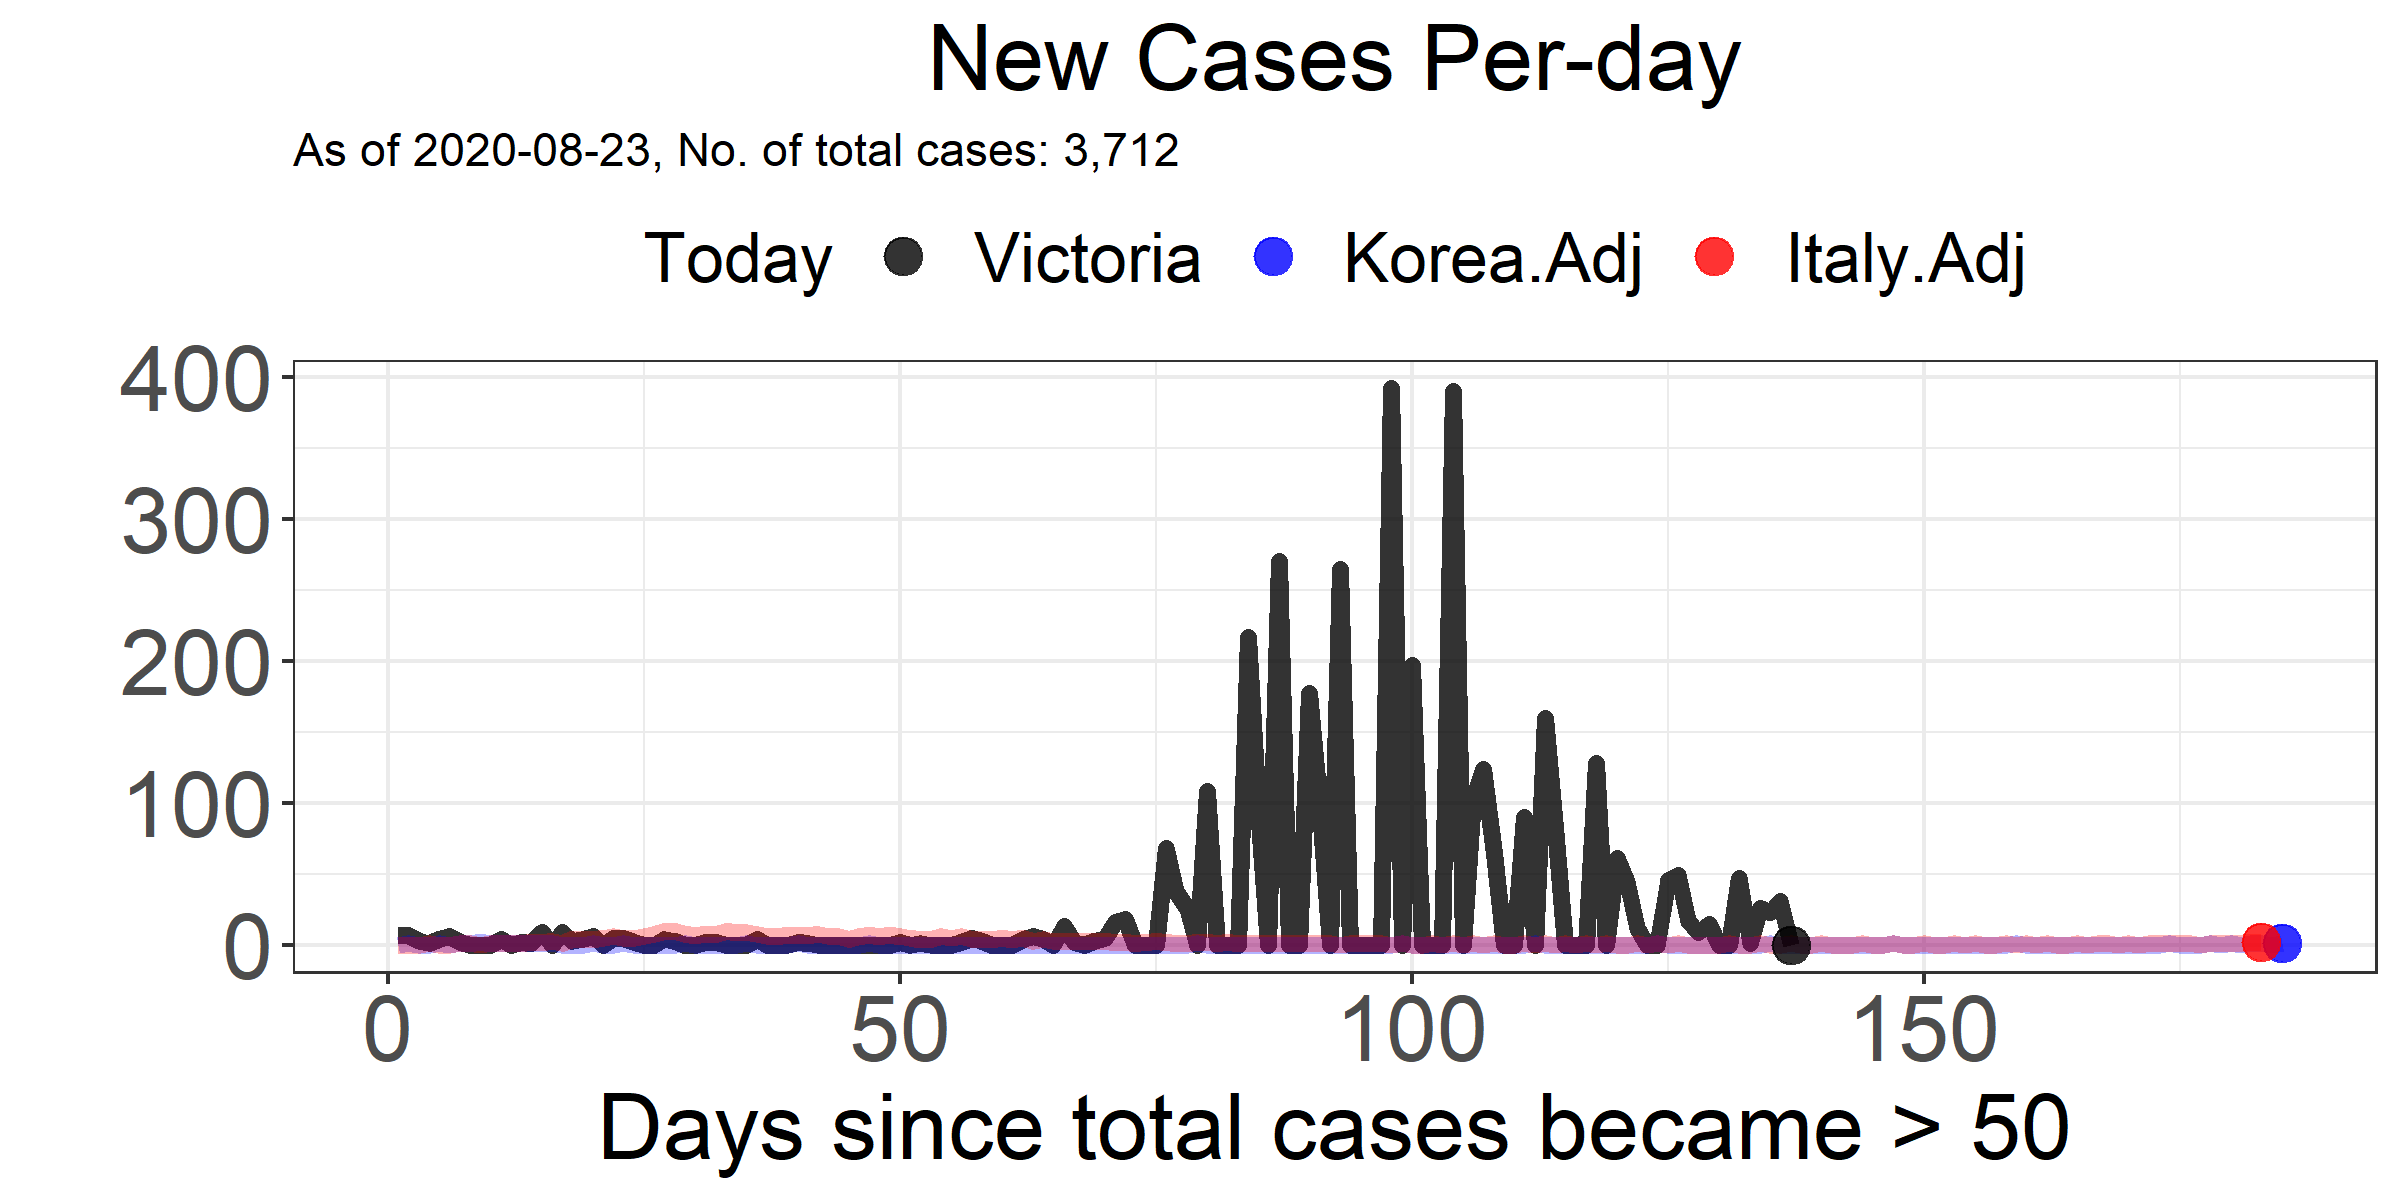 New Cases Per-day
As of 2020-08-23, No. of total cases: 3,712
Today Victoria Korea.Adj Italy.Adj
400
300
200
100
0
0 50 100 150
Days since total cases became > 50